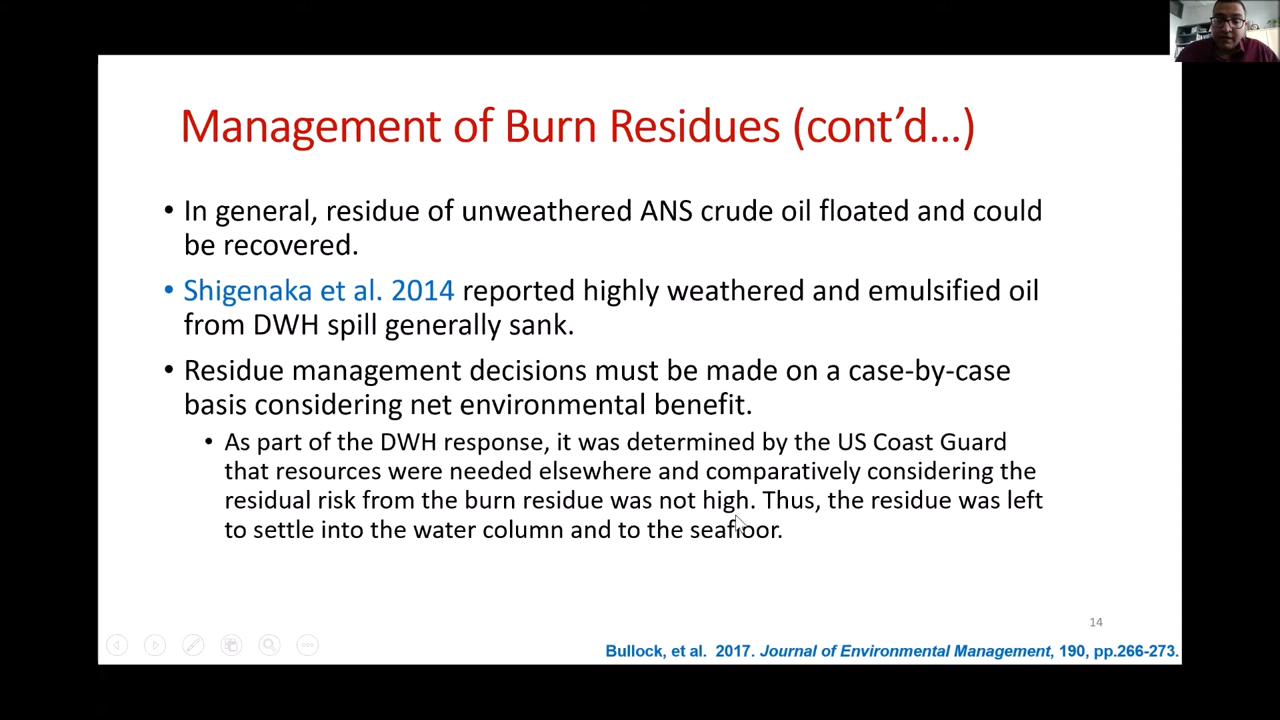 Management of Burn Residues (cont’d…)
• In general, residue of unweathered ANS crude oil floated and could
be recovered.
• Shigenaka et al. 2014 reported highly weathered and emulsified oil
from DWH spill generally sank.
• Residue management decisions must be made on a case-by-case
basis considering net environmental benefit.
• As part of the DWH response, it was determined by the US Coast Guard
that resources were needed elsewhere and comparatively considering the
residual risk from the burn residue was not high. Thus, the residue was left
to settle into the water column and to the seafloor.
14
Bullock, et al. 2017. Journal of Environmental Management, 190, pp.266-273.